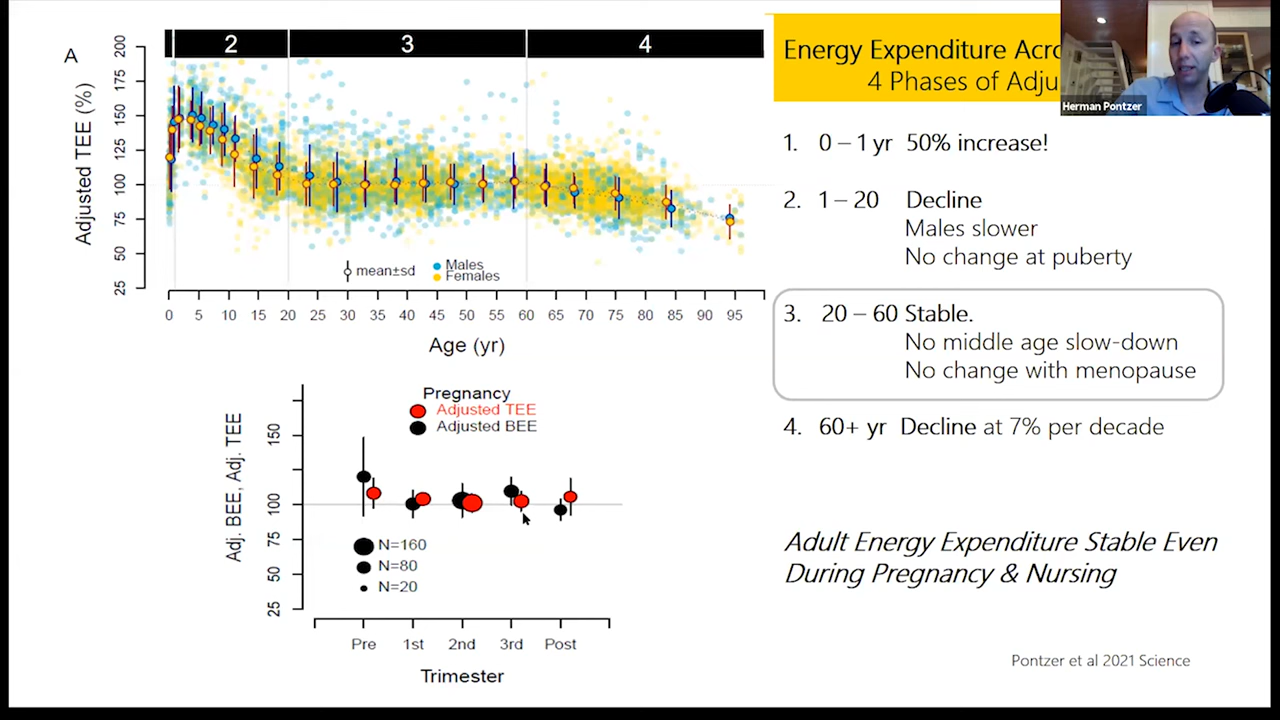 A
2
3
4
Adjusted TEE (%)
200
175
150
125
100
75
50
25
mean±sd
Males
Females
0 5 10 15 20 25 30 35 40 45 50 55 60 65 70 75 80 85 90 95
Age (yr)
Energy Expenditure Acro
4 Phases of Adju
Herman Pontzer
1. 0 – 1 yr 50% increase!
2. 1 – 20 Decline
Males slower
No change at puberty
3. 20 – 60 Stable.
No middle age slow-down
No change with menopause
4. 60+ yr Decline at 7% per decade
Pregnancy
Adjusted TEE
Adjusted BEE
Adj. BEE, Adj. TEE
150
100
75
50
25
N=160
N=80
N=20
Pre 1st 2nd 3rd Post
Trimester
Adult Energy Expenditure Stable Even
During Pregnancy & Nursing
Pontzer et al 2021 Science